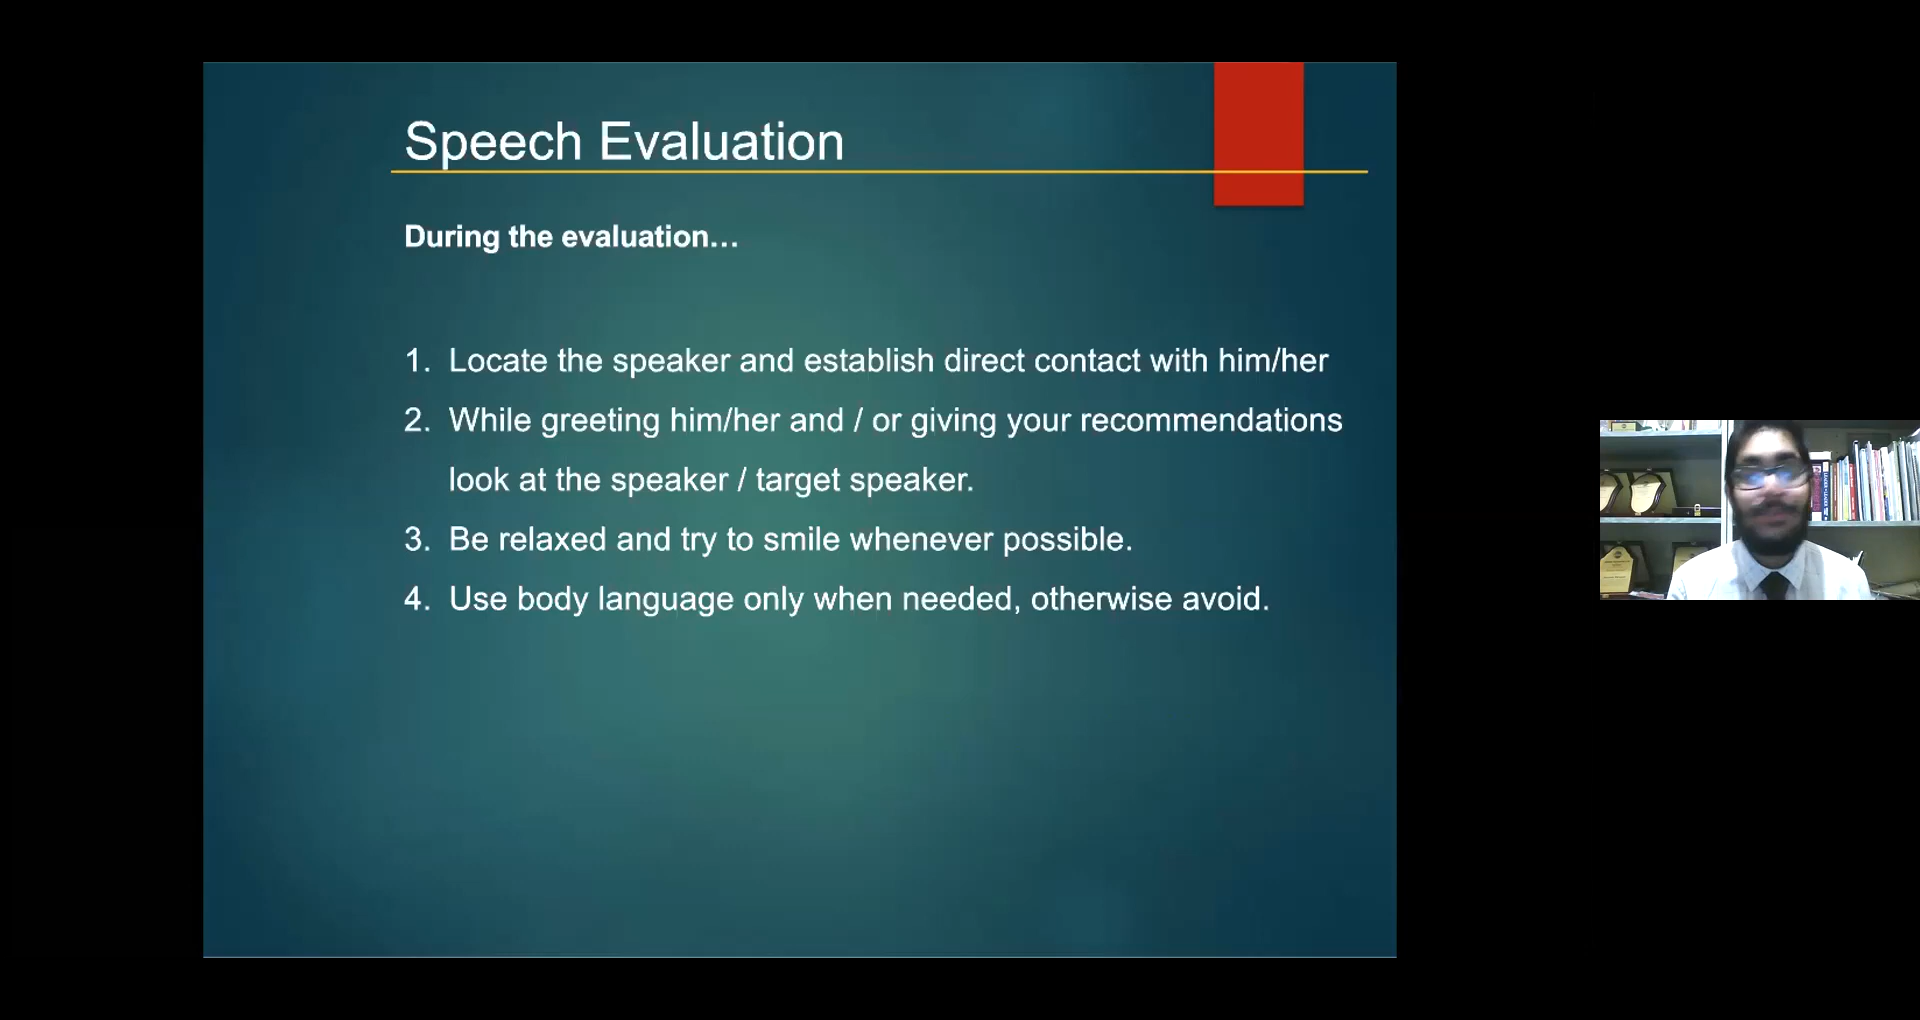 Speech Evaluation
During the evaluation…
1. Locate the speaker and establish direct contact with him/her
2. While greeting him/her and / or giving your recommendations
look at the speaker / target speaker.
3. Be relaxed and try to smile whenever possible.
4. Use body language only when needed, otherwise avoid.